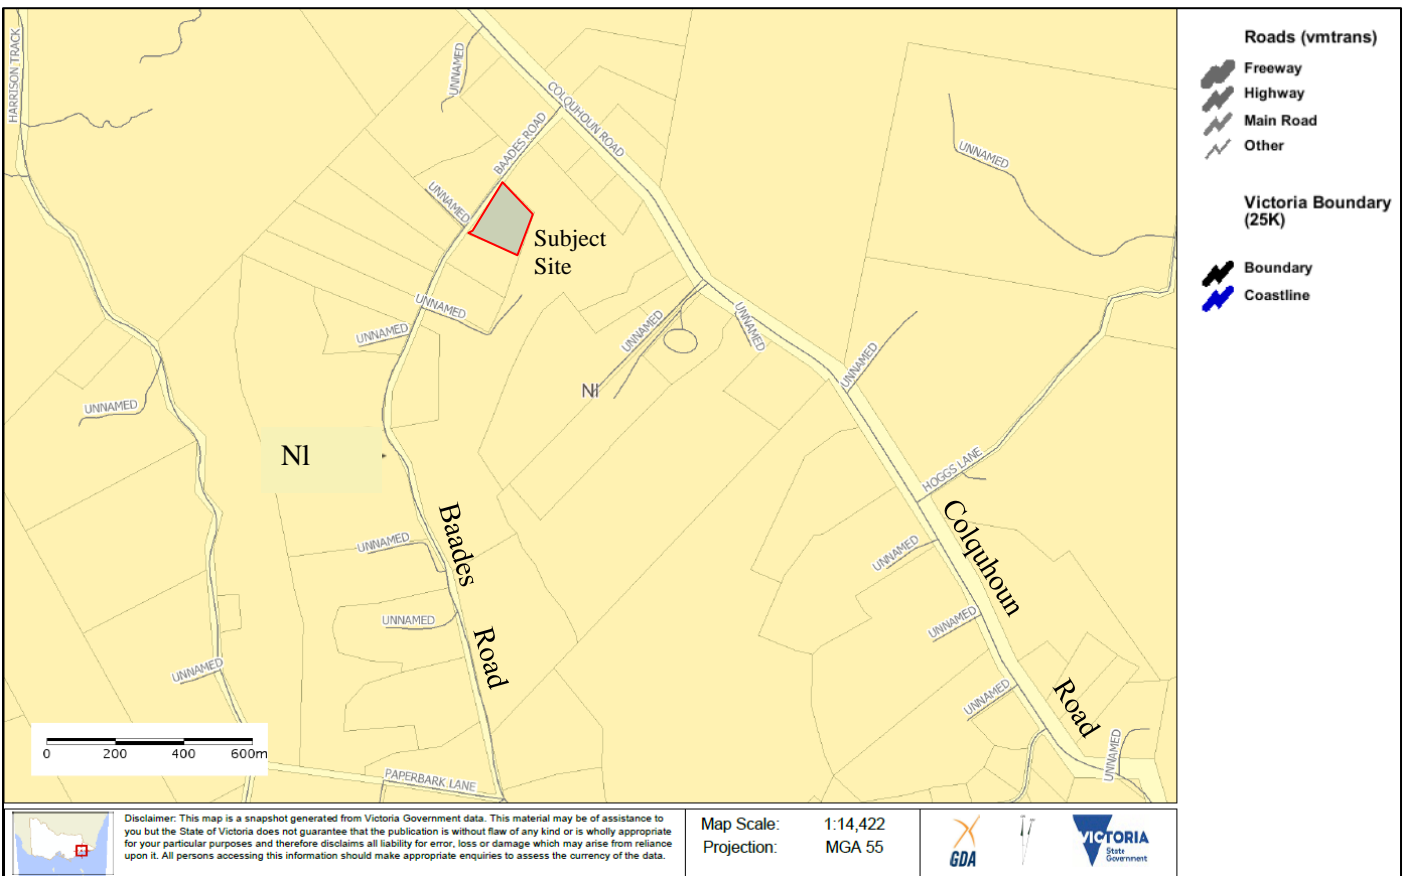 HARRISON TRACK
UNNAMED
COLQUHOUN ROAD
BAADES ROAD
UNNAMED
UNNAMED
Subject
Site
UNNAMED
UNNAMED
UNNAMED
UNNAMED
UNNAMED
NI
UNNAMED
Nl
HOGGS LANE
Baades
Road
Colquhoun
Road
UNNAMED
UNNAMED
UNNAMED
UNNAMED
UNNAMED
UNNAMED
UNNAMED
PAPERBARK LANE
0 200 400 600m
Roads (vmtrans)
Freeway
Highway
Main Road
Other
Victoria Boundary
(25K)
Boundary
Coastline
Disclaimer: This map is a snapshot generated from Victoria Government data. This material may be of assistance to
you but the State of Victoria does not guarantee that the publication is without flaw of any kind or is wholly appropriate
for your particular purposes and therefore disclaims all liability for error, loss or damage which may arise from reliance
upon it. All persons accessing this information should make appropriate enquiries to assess the currency of the data.
Map Scale: 1:14,422
Projection: MGA 55
GDA
VICTORIA
State
Government